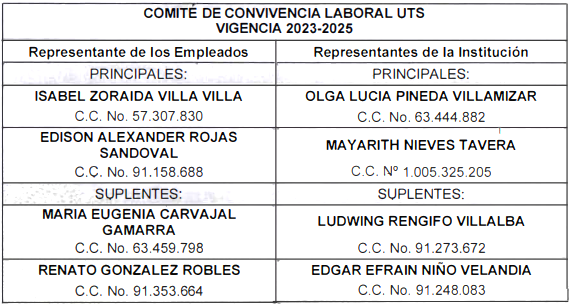 COMITÉ DE CONVIVENCIA LABORAL UTS
VIGENCIA 2023-2025
Representante de los Empleados
Representantes de la Institución
PRINCIPALES:
PRINCIPALES:
ISABEL ZORAIDA VILLA VILLA
C.C. No. 57.307.830
OLGA LUCIA PINEDA VILLAMIZAR
C.C. No. 63.444.882
EDISON ALEXANDER ROJAS
SANDOVAL
C.C. No. 91.158.688
MAYARITH NIEVES TAVERA
C.C. Nº 1.005.325.205
SUPLENTES:
SUPLENTES:
MARIA EUGENIA CARVAJAL
GAMARRA
C.C. No. 63.459.798
LUDWING RENGIFO VILLALBA
C.C. No. 91.273.672
RENATO GONZALEZ ROBLES
C.C. No. 91.353.664
EDGAR EFRAIN NIÑO VELANDIA
C.C. No. 91.248.083